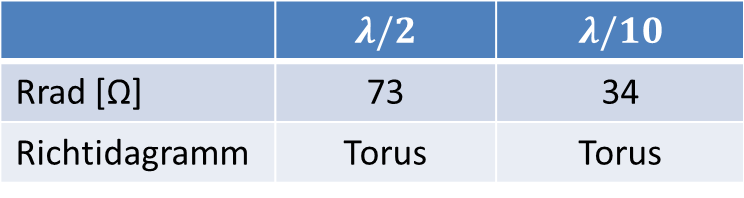 λ/2 λ/10
Rrad [Ω] 73 34
Richtidagramm Torus Torus